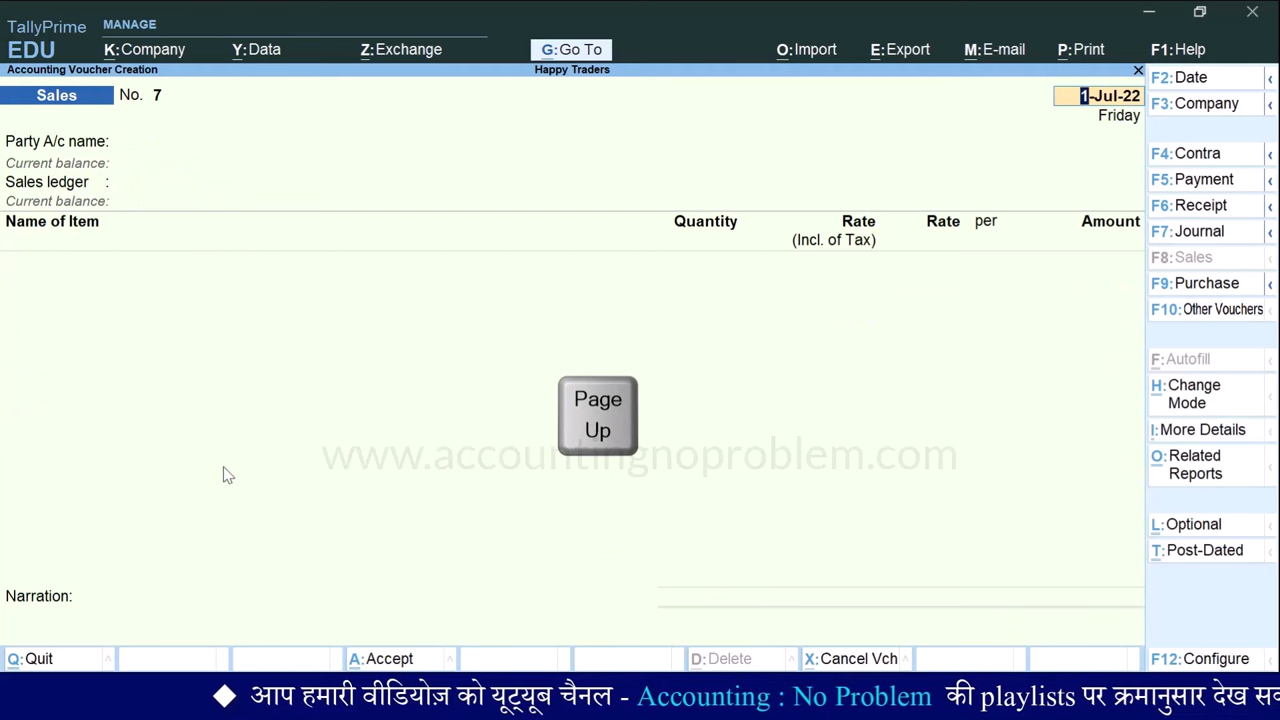 TallyPrime MANAGE
EDU K:Company Y:Data Z:Exchange G:Go To O:Import E:Export M:E-mail P:Print F1:Help
Accounting Voucher Creation Happy Traders
Sales No. 7 1-Jul-22
Friday
Party A/c name:
Current balance:
Sales ledger :
Current balance:
Name of Item Quantity Rate Rate per Amount
(Incl. of Tax)
Page
Up
www.accountingnoproblem.com
Narration:
Q:Quit A:Accept D:Delete X:Cancel Vch
F2:Date
F3:Company
F4:Contra
F5:Payment
F6:Receipt
F7:Journal
F8:Sales
F9:Purchase
F10:Other Vouchers
F:Autofill
H:Change
Mode
I:More Details
O:Related
Reports
L:Optional
T:Post-Dated
F12:Configure
आप हमारी वीडियोज़ को यूट्यूब चैनल - Accounting : No Problem की playlists पर क्रमानुसार देख